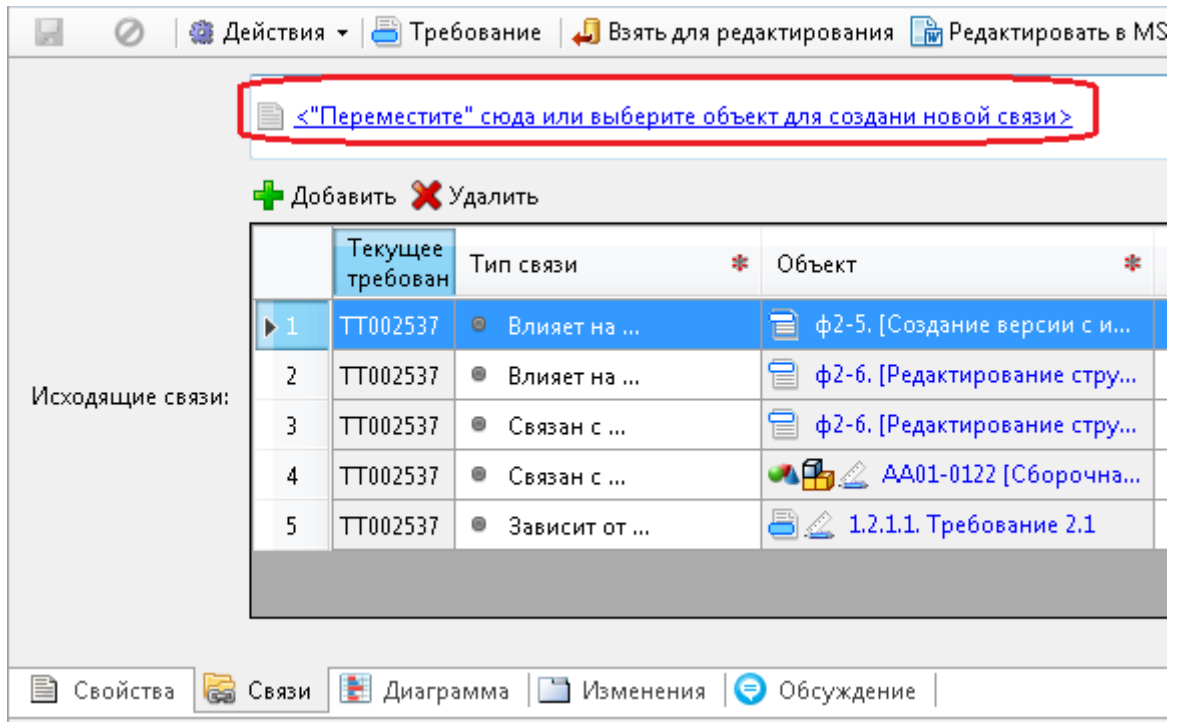 Действия Требование Взять для редактирования Редактировать в MS
<"Переместите" сюда или выберите объект для создани новой связи>
Добавить Удалить
Текущее
требован
Тип связи * Объект *
1 ТТ002537 Влияет на ... ф2-5. [Создание версии с и...
2 ТТ002537 Влияет на ... ф2-6. [Редактирование стру...
Исходящие связи:
3 ТТ002537 Связан с ... ф2-6. [Редактирование стру...
4 ТТ002537 Связан с ... АА01-0122 [Сборочна...
5 ТТ002537 Зависит от ... 1.2.1.1. Требование 2.1
Свойства Связи Диаграмма Изменения Обсуждение